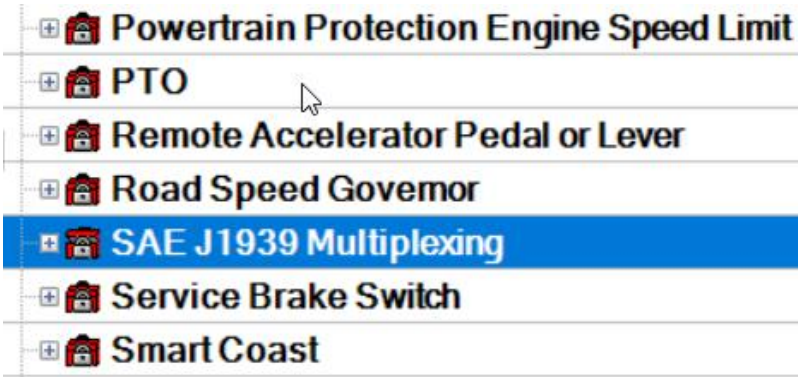 Powertrain Protection Engine Speed Limit
PTO
Remote Accelerator Pedal or Lever
Road Speed Governor
SAE J1939 Multiplexing
Service Brake Switch
Smart Coast